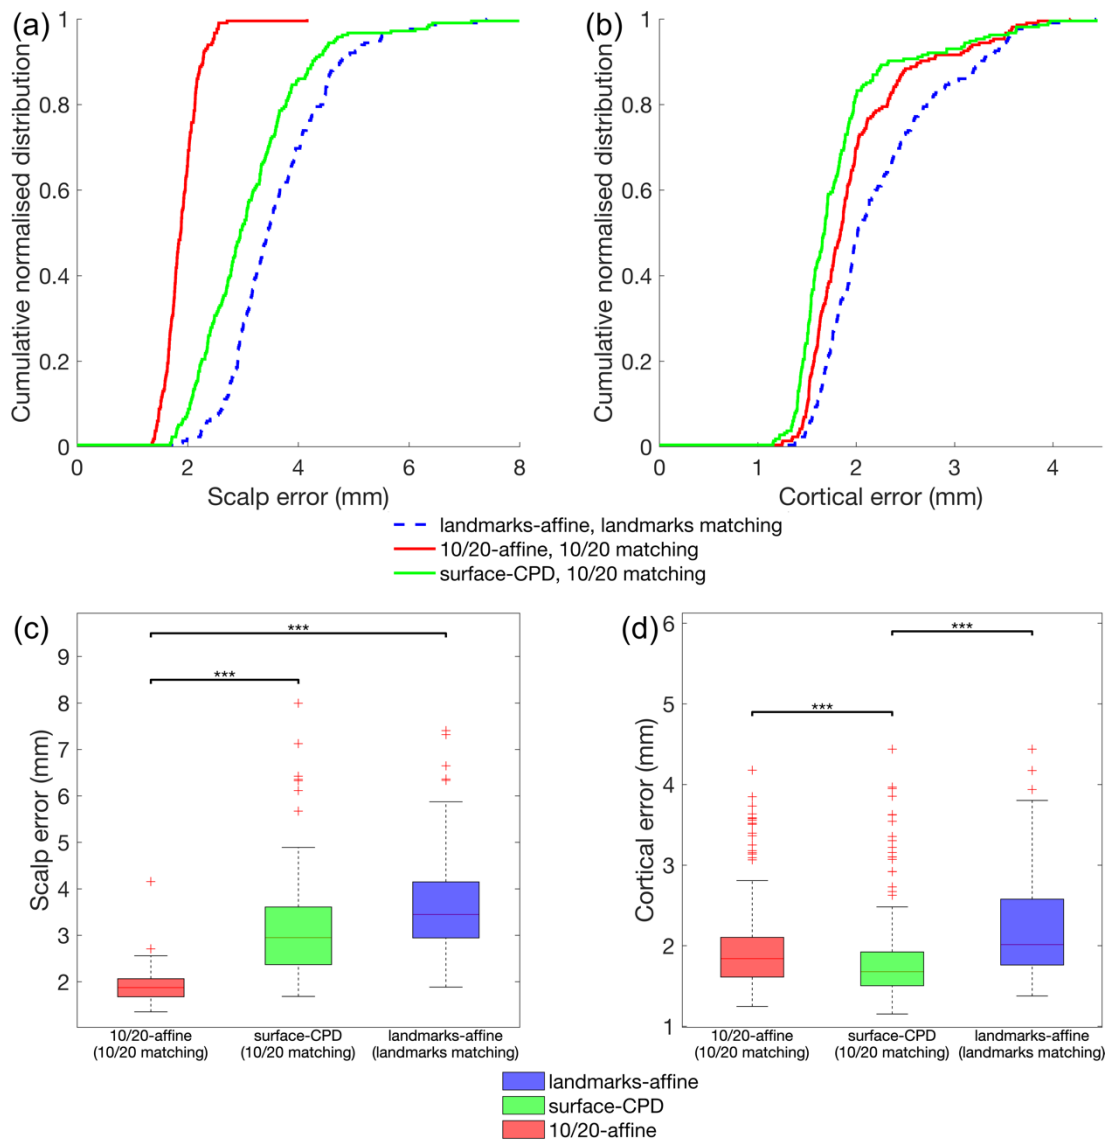 (a)
1
0.8
0.6
0.4
0.2
0
Cumulative normalised distribution
0 2 4 6 8
Scalp error (mm)
(b)
1
0.8
0.6
0.4
0.2
0
Cumulative normalised distribution
0 1 2 3 4
Cortical error (mm)
landmarks-affine, landmarks matching
10/20-affine, 10/20 matching
surface-CPD, 10/20 matching
(c)
9
8
7
6
5
4
3
2
Scalp error (mm)
***
***
10/20-affine surface-CPD landmarks-affine
(10/20 matching) (10/20 matching) (landmarks matching)
(d)
6
5
4
3
2
1
Cortical error (mm)
***
***
10/20-affine surface-CPD landmarks-affine
(10/20 matching) (10/20 matching) (landmarks matching)
landmarks-affine
surface-CPD
10/20-affine